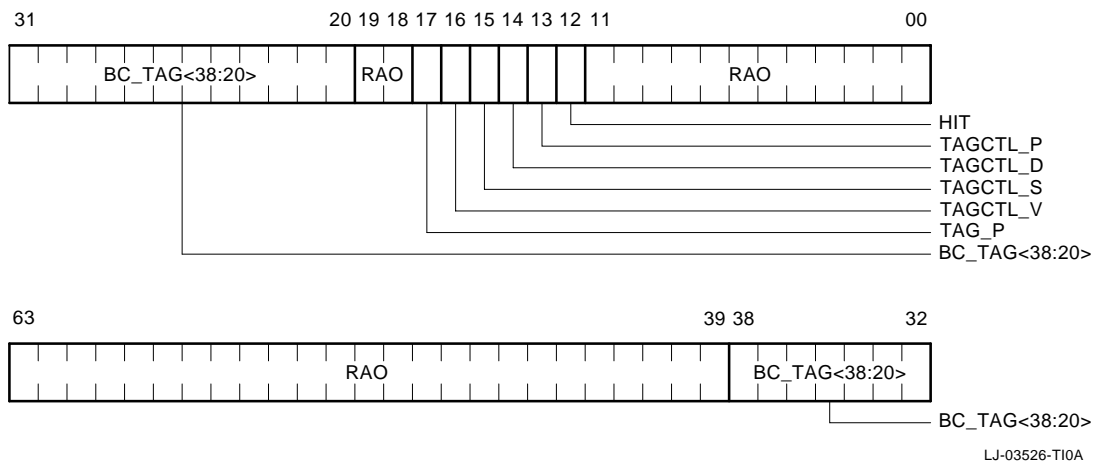 31 20 19 18 17 16 15 14 13 12 11 00
BC_TAG<38:20> RAO RAO
HIT
TAGCTL_P
TAGCTL_D
TAGCTL_S
TAGCTL_V
TAG_P
BC_TAG<38:20>
63 39 38 32
RAO BC_TAG<38:20>
BC_TAG<38:20>
LJ-03526-TI0A